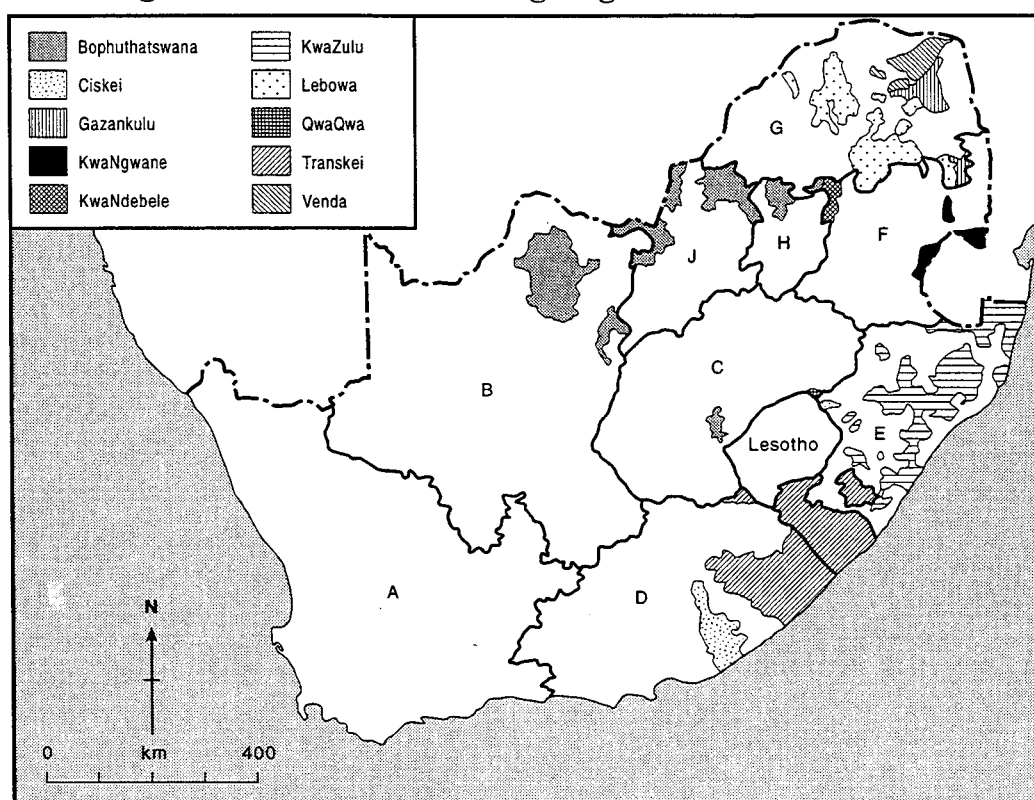 Bophuthatswana
Ciskei
Gazankulu
KwaNgwane
KwaNdebele
KwaZulu
Lebowa
QwaQwa
Transkei
Venda
G
F
H
J
C
B
Lesotho
E
A
D
N
0 km 400